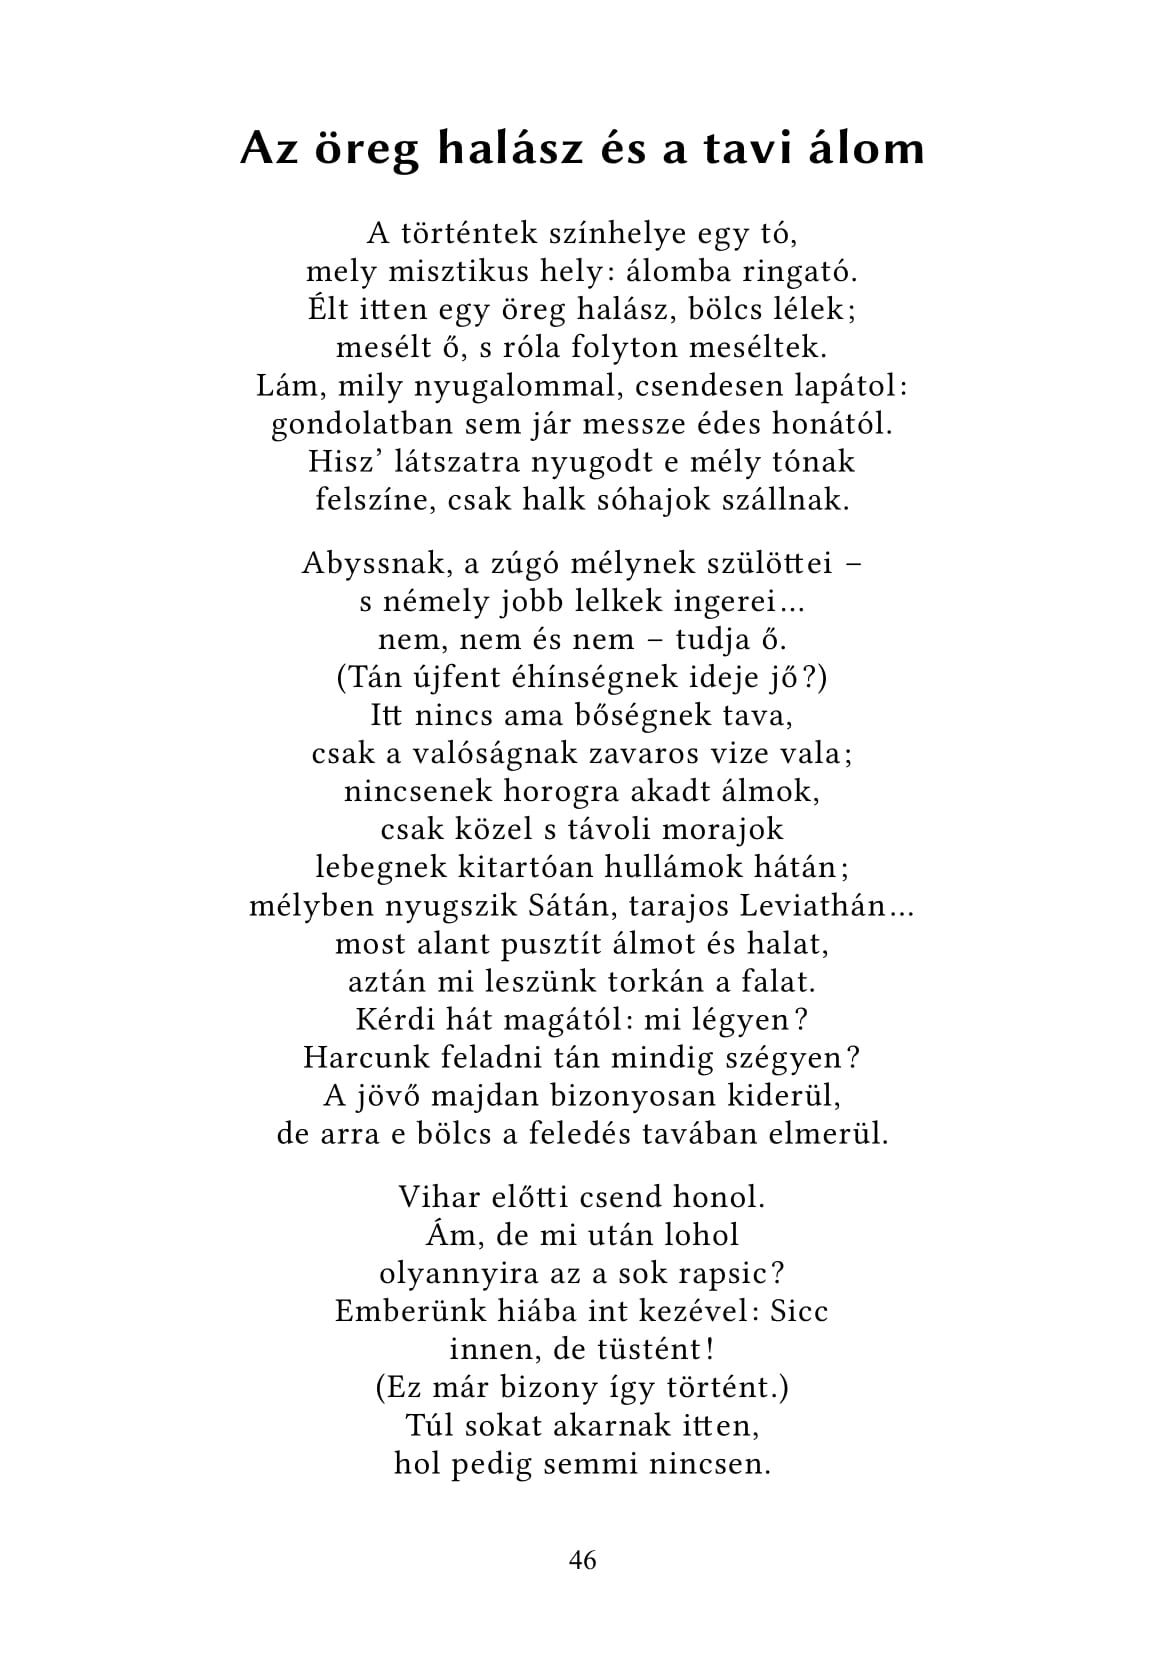 Az öreg halász és a tavi álom
A történtek színhelye egy tó,
mely misztikus hely: álomba ringató.
Élt itten egy öreg halász, bölcs lélek;
mesélt ő, s róla folyton meséltek.
Lám, mily nyugalommal, csendesen lapátol:
gondolatban sem jár messze édes honától.
Hisz’ látszatra nyugodt e mély tónak
felszíne, csak halk sóhajok szállnak.
Abyssnak, a zúgó mélynek szülöttei –
s némely jobb lelkek ingerei…
nem, nem és nem – tudja ő.
(Tán újfent éhínségnek ideje jő?)
Itt nincs ama bőségnek tava,
csak a valóságnak zavaros vize vala;
nincsenek horogra akadt álmok,
csak közel s távoli morajok
lebegnek kitartóan hullámok hátán;
mélyben nyugszik Sátán, tarajos Leviathán…
most alant pusztít álmot és halat,
aztán mi leszünk torkán a falat.
Kérdi hát magától: mi légyen?
Harcunk feladni tán mindig szégyen?
A jövő majdan bizonyosan kiderül,
de arra e bölcs a feledés tavában elmerül.
Vihar előtti csend honol.
Ám, de mi után lohol
olyannyira az a sok rapsic?
Emberünk hiába int kezével: Sicc
innen, de tüstént!
(Ez már bizony így történt.)
Túl sokat akarnak itten,
hol pedig semmi nincsen.
46